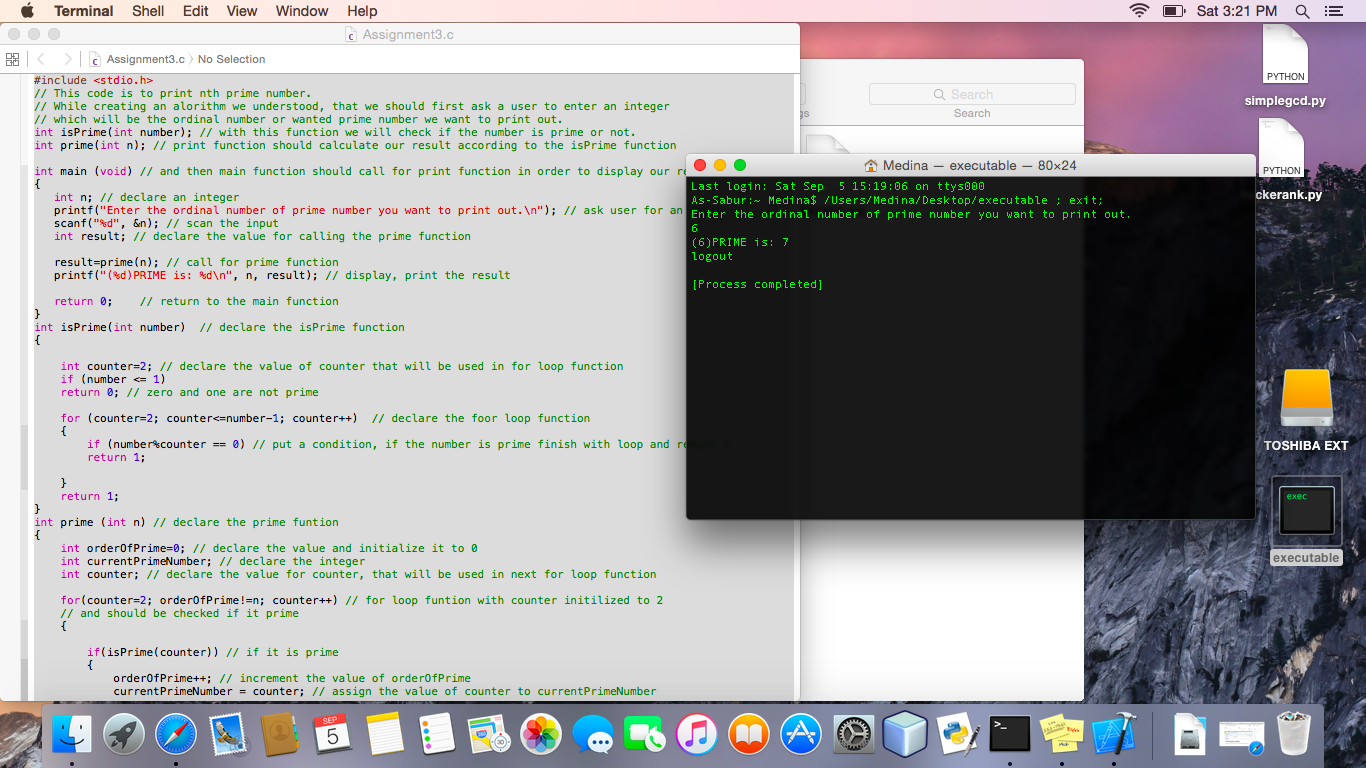 Terminal Shell Edit View Window Help Sat 3:21 PM
Assignment3.c
Assignment3.c No Selection
#include <stdio.h>
// This code is to print nth prime number.
// While creating an alorithm we understood, that we should first ask a user to enter an integer
// which will be the ordinal number or wanted prime number we want to print out.
int isPrime(int number); // with this function we will check if the number is prime or not.
int prime(int n); // print function should calculate our result according to the isPrime function
int main (void) // and then main function should call for print function in order to display our re
{
int n; // declare an integer
printf("Enter the ordinal number of prime number you want to print out.\n"); // ask user for an
scanf("%d", &n); // scan the input
int result; // declare the value for calling the prime function
result=prime(n); // call for prime function
printf("(%d)PRIME is: %d\n", n, result); // display, print the result
return 0; // return to the main function
}
int isPrime(int number) // declare the isPrime function
{
int counter=2; // declare the value of counter that will be used in for loop function
if (number <= 1)
return 0; // zero and one are not prime
for (counter=2; counter<=number-1; counter++) // declare the foor loop function
{
if (number%counter == 0) // put a condition, if the number is prime finish with loop and
return 1;
}
return 1;
}
int prime (int n) // declare the prime funtion
{
int orderOfPrime=0; // declare the value and initialize it to 0
int currentPrimeNumber; // declare the integer
int counter; // declare the value for counter, that will be used in next for loop function
for(counter=2; orderOfPrime!=n; counter++) // for loop funtion with counter initilized to 2
// and should be checked if it prime
{
if(isPrime(counter)) // if it is prime
{
orderOfPrime++; // increment the value of orderOfPrime
currentPrimeNumber = counter; // assign the value of counter to currentPrimeNumber
gs
Search
Search
Medina — executable — 80×24
Last login: Sat Sep  5 15:19:06 on ttys000
As-Sabur:~ Medina$ /Users/Medina/Desktop/executable ; exit;
Enter the ordinal number of prime number you want to print out.
6
(6)PRIME is: 7
logout
[Process completed]
PYTHON
simplegcd.py
PYTHON
ckerank.py
TOSHIBA EXT
exec
executable
SEP
5